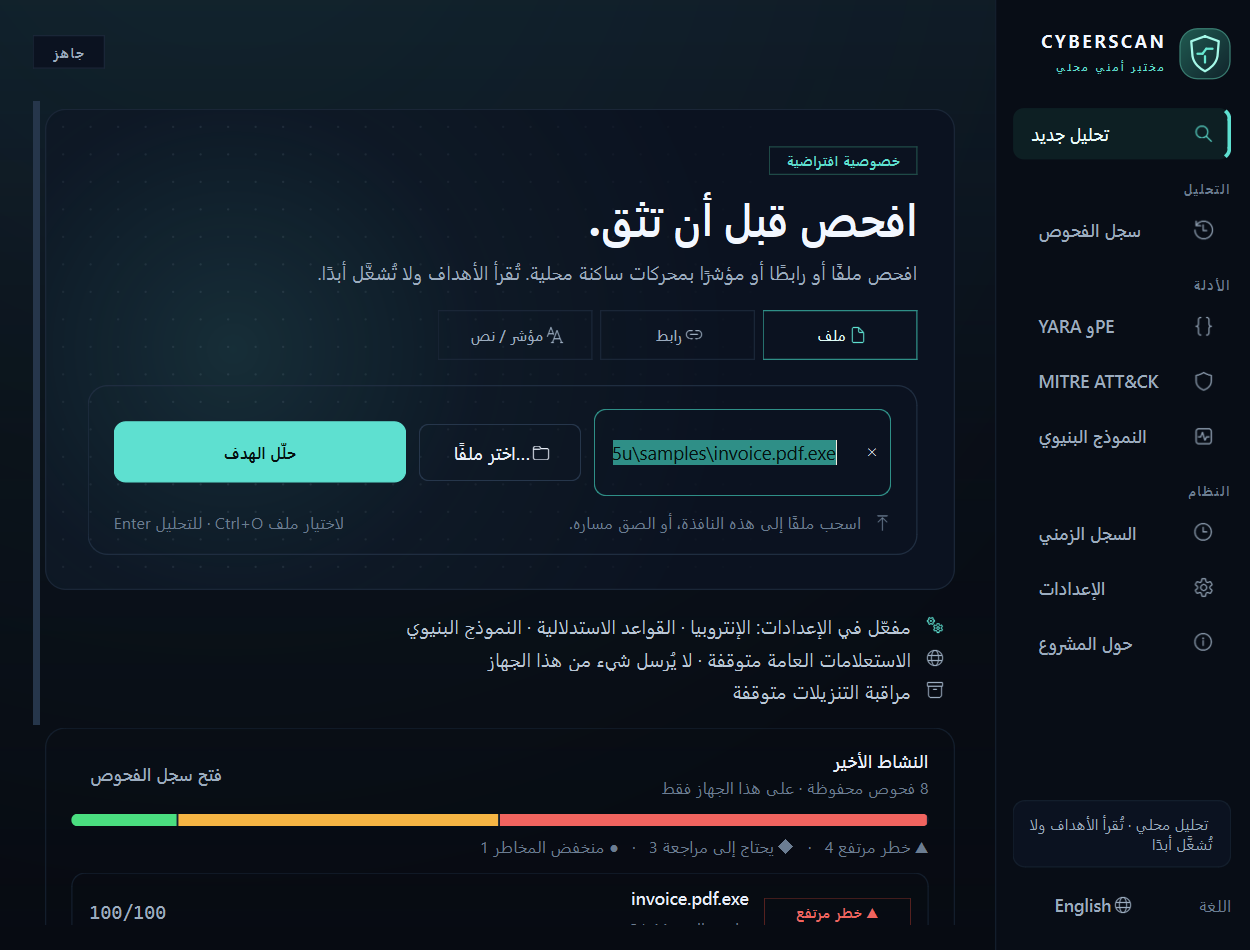 CYBERSCAN
مختبر أمني محلي
تحليل جديد
التحليل
سجل الفحوص
الأدلة
YARA وPE
MITRE ATT&CK
النموذج البنيوي
النظام
السجل الزمني
الإعدادات
حول المشروع
تحليل محلي · تُقرأ الأهداف ولا
تُشغَّل أبدًا
اللغة
English
جاهز
خصوصية افتراضية
افحص قبل أن تثق.
افحص ملفًا أو رابطًا أو مؤشرًا بمحركات ساكنة محلية. تُقرأ الأهداف ولا تُشغَّل أبدًا.
ملف
رابط
مؤشر / نص
5u\samples\invoice.pdf.exe
اختر ملفًا...
حلّل الهدف
اسحب ملفًا إلى هذه النافذة، أو الصق مساره.
Enter للتحليل · Ctrl+O لاختيار ملف
مفعّل في الإعدادات: الإنتروبيا · القواعد الاستدلالية · النموذج البنيوي
الاستعلامات العامة متوقفة · لا يُرسل شيء من هذا الجهاز
مراقبة التنزيلات متوقفة
النشاط الأخير
8 فحوص محفوظة · على هذا الجهاز فقط
فتح سجل الفحوص
▲ خطر مرتفع 4 · ◆ يحتاج إلى مراجعة 3 · ● منخفض المخاطر 1
▲ خطر مرتفع
invoice.pdf.exe
100/100